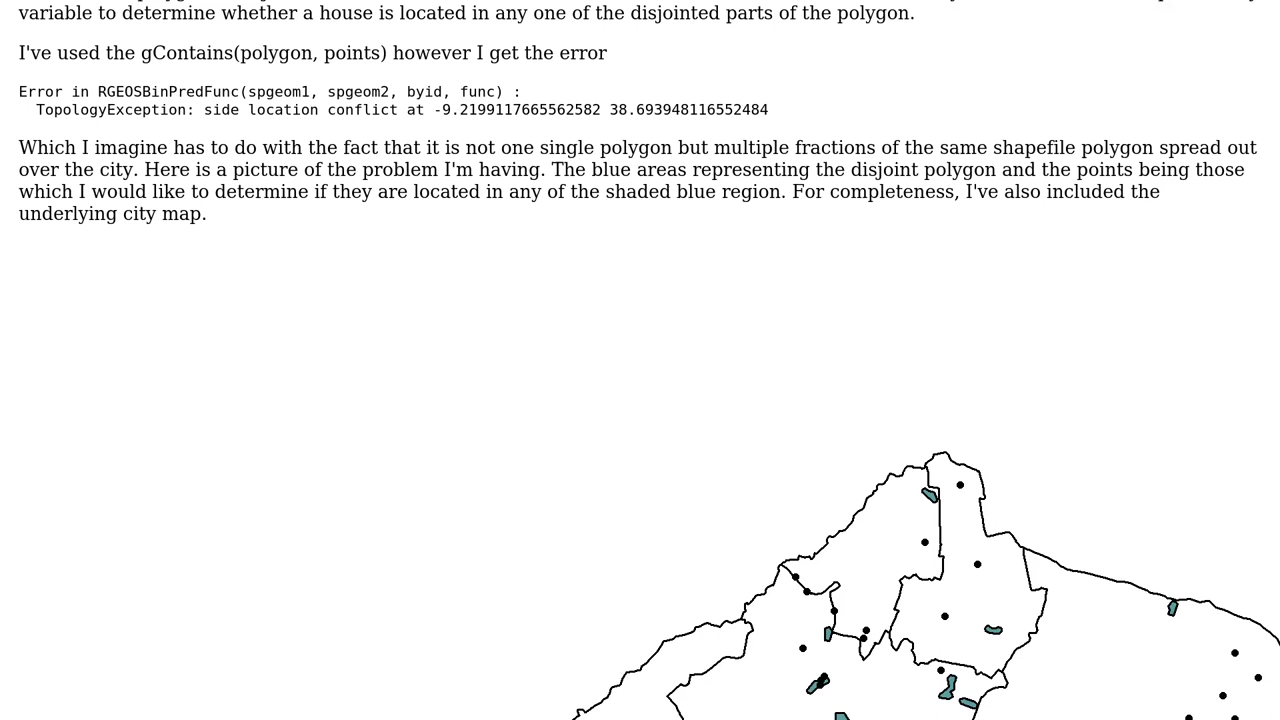 variable to determine whether a house is located in any one of the disjointed parts of the polygon.
I've used the gContains(polygon, points) however I get the error
Error in RGEOSBinPredFunc(spgeom1, spgeom2, byid, func) :
TopologyException: side location conflict at -9.2199117665562582 38.693948116552484
Which I imagine has to do with the fact that it is not one single polygon but multiple fractions of the same shapefile polygon spread out
over the city. Here is a picture of the problem I'm having. The blue areas representing the disjoint polygon and the points being those
which I would like to determine if they are located in any of the shaded blue region. For completeness, I've also included the
underlying city map.